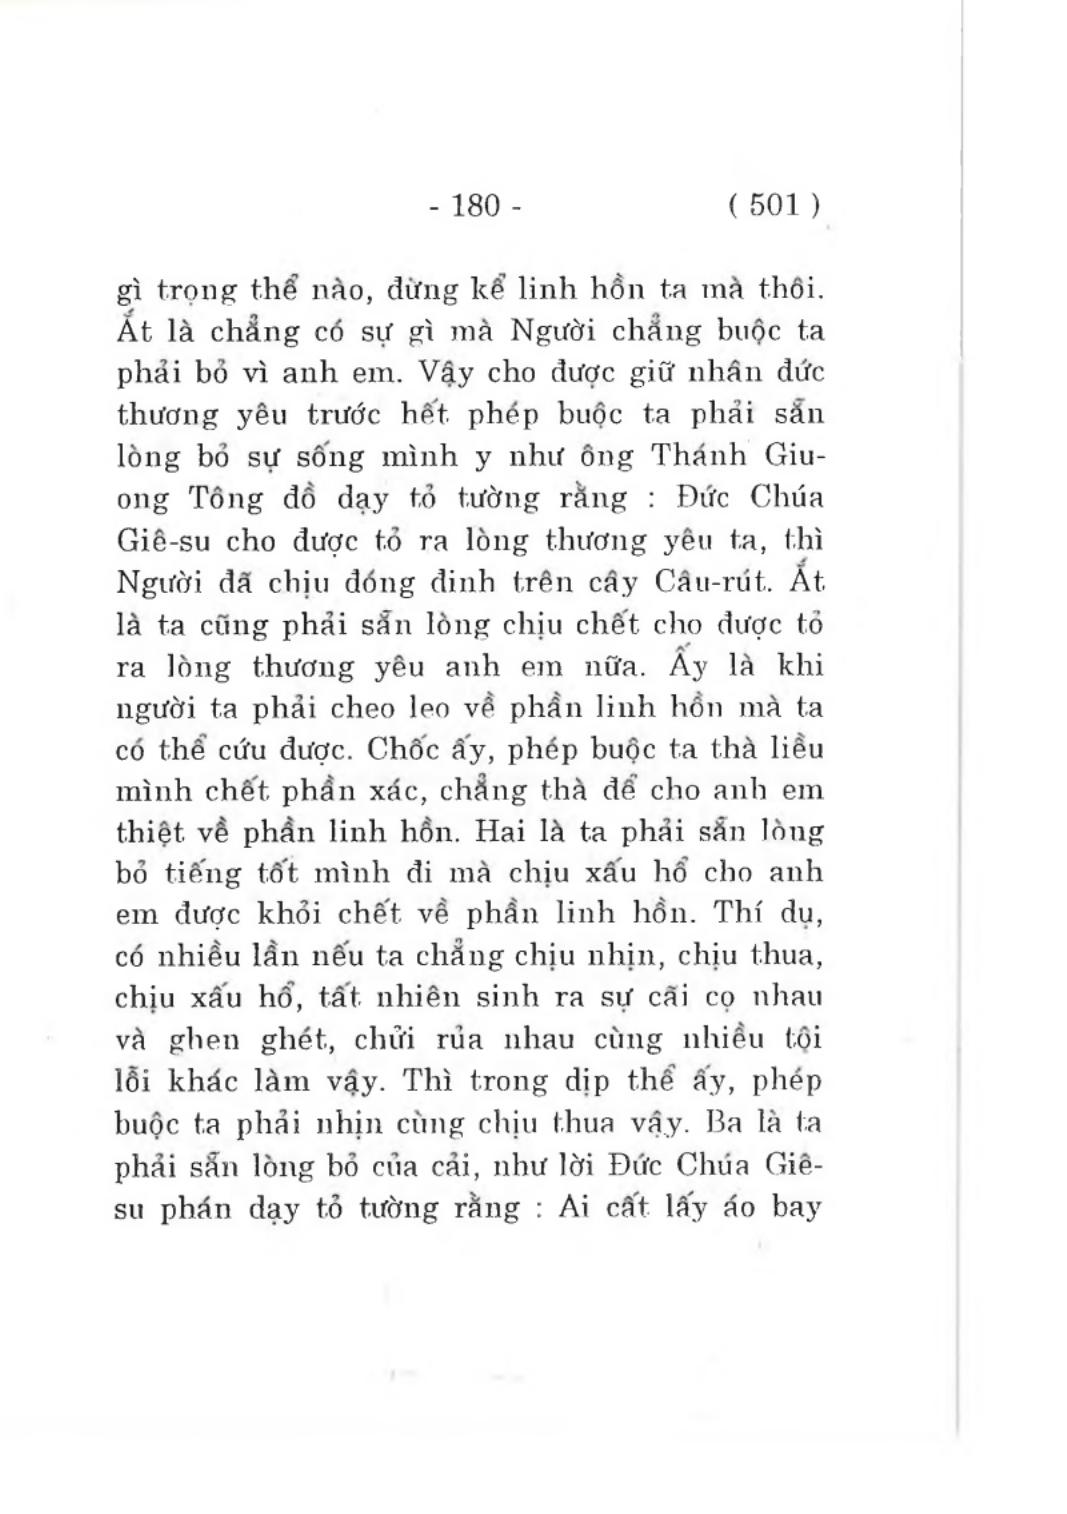 - 180 - ( 501 )
gì trọng thể nào, đừng kể linh hồn ta mà thôi.
Ắt là chẳng có sự gì mà Người chẳng buộc ta
phải bỏ vì anh em. Vậy cho được giữ nhân đức
thương yêu trước hết phép buộc ta phải sẵn
lòng bỏ sự sống mình y như ông Thánh Giu-
ong Tông đồ dạy tỏ tường rằng : Đức Chúa
Giê-su cho được tỏ ra lòng thương yêu ta, thì
Người đã chịu đóng đinh trên cây Câu-rút. Ắt
là ta cũng phải sẵn lòng chịu chết cho được tỏ
ra lòng thương yêu anh em nữa. Ấy là khi
người ta phải cheo leo về phần linh hồn mà ta
có thể cứu được. Chốc ấy, phép buộc ta thà liều
mình chết phần xác, chẳng thà để cho anh em
thiệt về phần linh hồn. Hai là ta phải sẵn lòng
bỏ tiếng tốt mình đi mà chịu xấu hổ cho anh
em được khỏi chết về phần linh hồn. Thí dụ,
có nhiều lần nếu ta chẳng chịu nhịn, chịu thua,
chịu xấu hổ, tất nhiên sinh ra sự cãi cọ nhau
và ghen ghét, chửi rủa nhau cùng nhiều tội
lỗi khác làm vậy. Thì trong dịp thể ấy, phép
buộc ta phải nhịn cùng chịu thua vậy. Ba là ta
phải sẵn lòng bỏ của cải, như lời Đức Chúa Giê-
su phán dạy tỏ tường rằng : Ai cất lấy áo bay